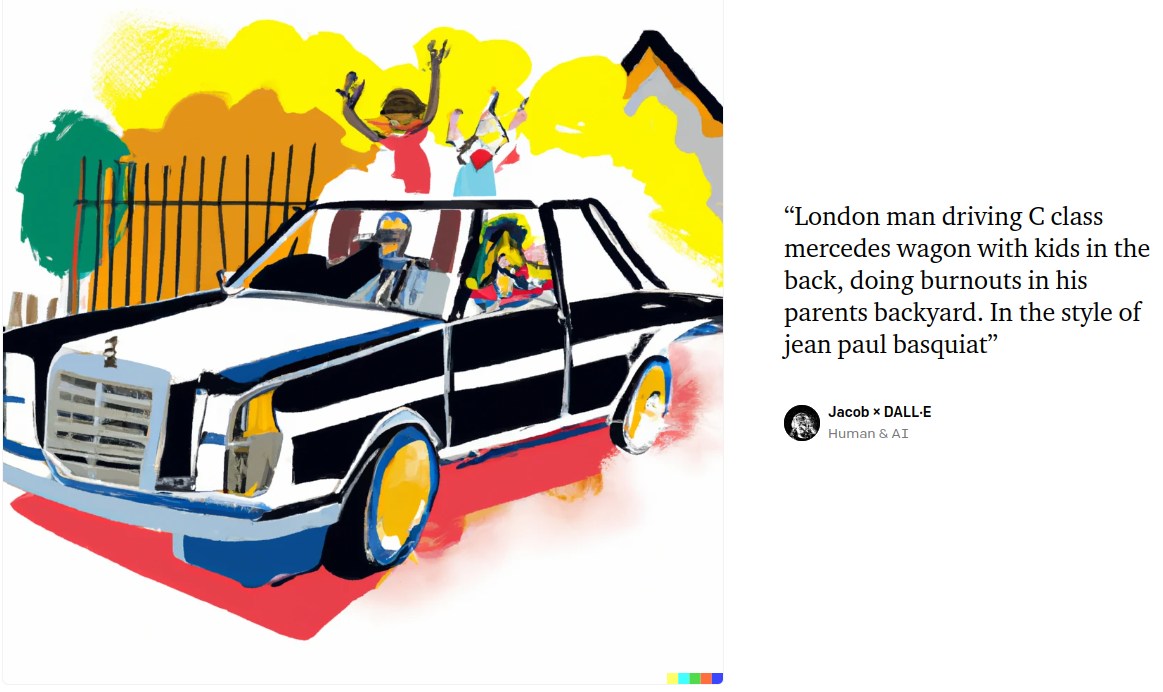 “London man driving C class
mercedes wagon with kids in the
back, doing burnouts in his
parents backyard. In the style of
jean paul basquiat”
Jacob × DALL·E
Human & AI